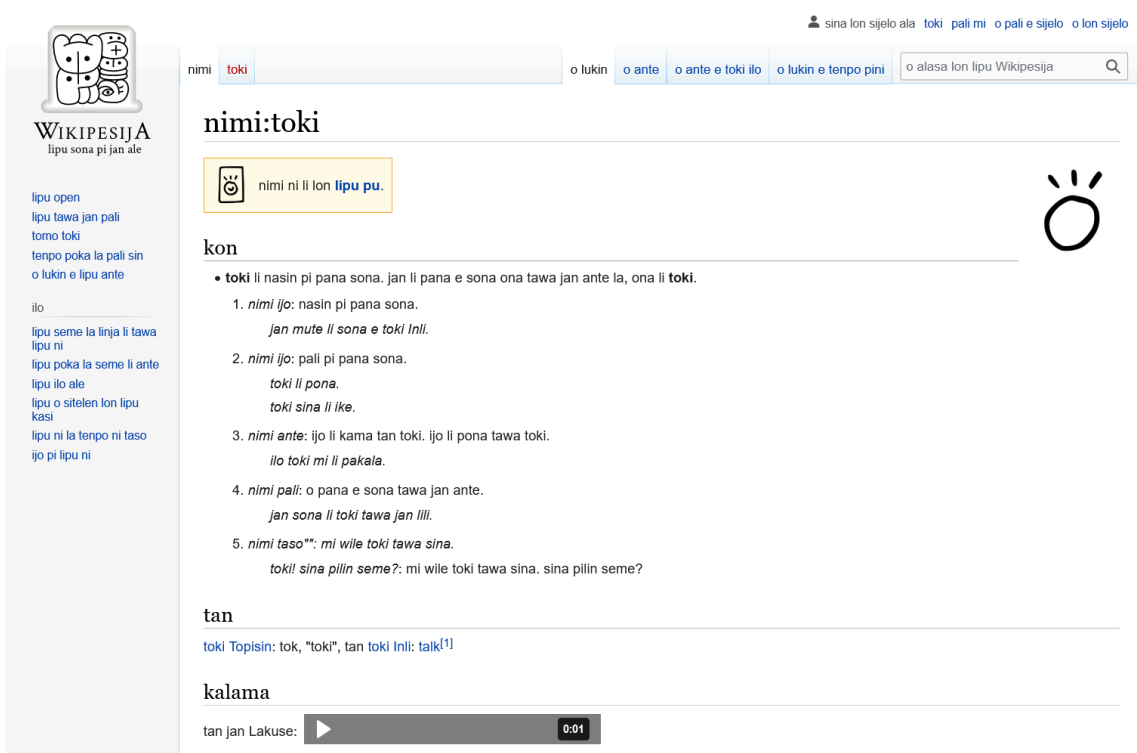 sina lon sijelo ala toki pali mi o pali e sijelo o lon sijelo
nimi toki o lukin o ante o ante e toki ilo o lukin e tempo pini o alasa lon lipu Wikipesija
WIKIPESIJA
lipu sona pi jan ale
lipu open
lipu tawa jan pali
tomo toki
tenpo poka la pali sin
o lukin e lipu ante
ilo
lipu seme la linja li tawa
lipu ni
lipu poka la seme li ante
lipu ilo ale
lipu o sitelen lon lipu
kasi
lipu ni la tenpo ni taso
ijo pi lipu ni
nimi:toki
nimi ni li lon lipu pu.
kon
• toki li nasin pi pana sona. jan li pana e sona ona tawa jan ante la, ona li toki.
1. nimi ijo: nasin pi pana sona.
jan mute li sona e toki Inli.
2. nimi ijo: pali pi pana sona.
toki li pona.
toki sina li ike.
3. nimi ante: ijo li kama tan toki. ijo li pona tawa toki.
ilo toki mi li pakala.
4. nimi pali: o pana e sona tawa jan ante.
jan sona li toki tawa jan lili.
5. nimi taso"": mi wile toki tawa sina.
toki! sina pilin seme?: mi wile toki tawa sina. sina pilin seme?
tan
toki Topisin: tok, "toki", tan toki Inli: talk[1]
kalama
tan jan Lakuse: 0:01